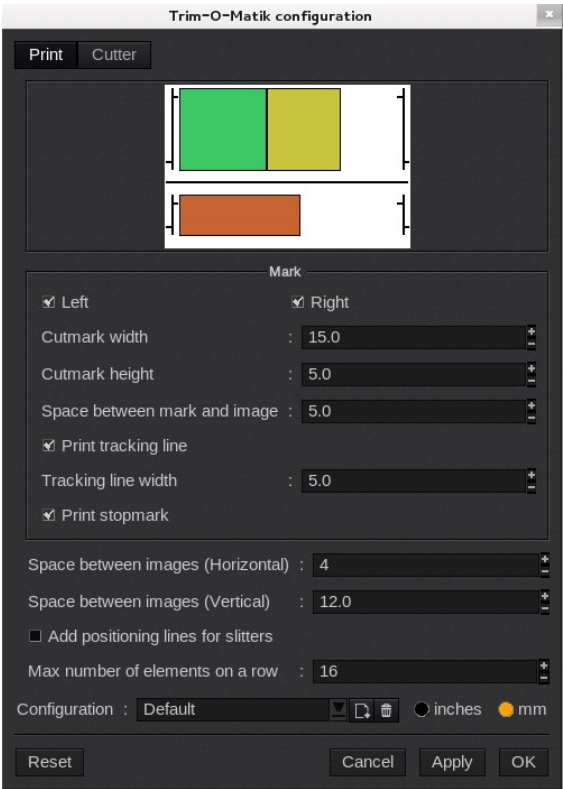 Trim-O-Matik configuration
Print Cutter
Mark
Left Right
Cutmark width : 15.0
Cutmark height : 5.0
Space between mark and image : 5.0
Print tracking line
Tracking line width : 5.0
Print stopmark
Space between images (Horizontal) : 4
Space between images (Vertical) : 12.0
Add positioning lines for slitters
Max number of elements on a row : 16
Configuration : Default inches mm
Reset Cancel Apply OK